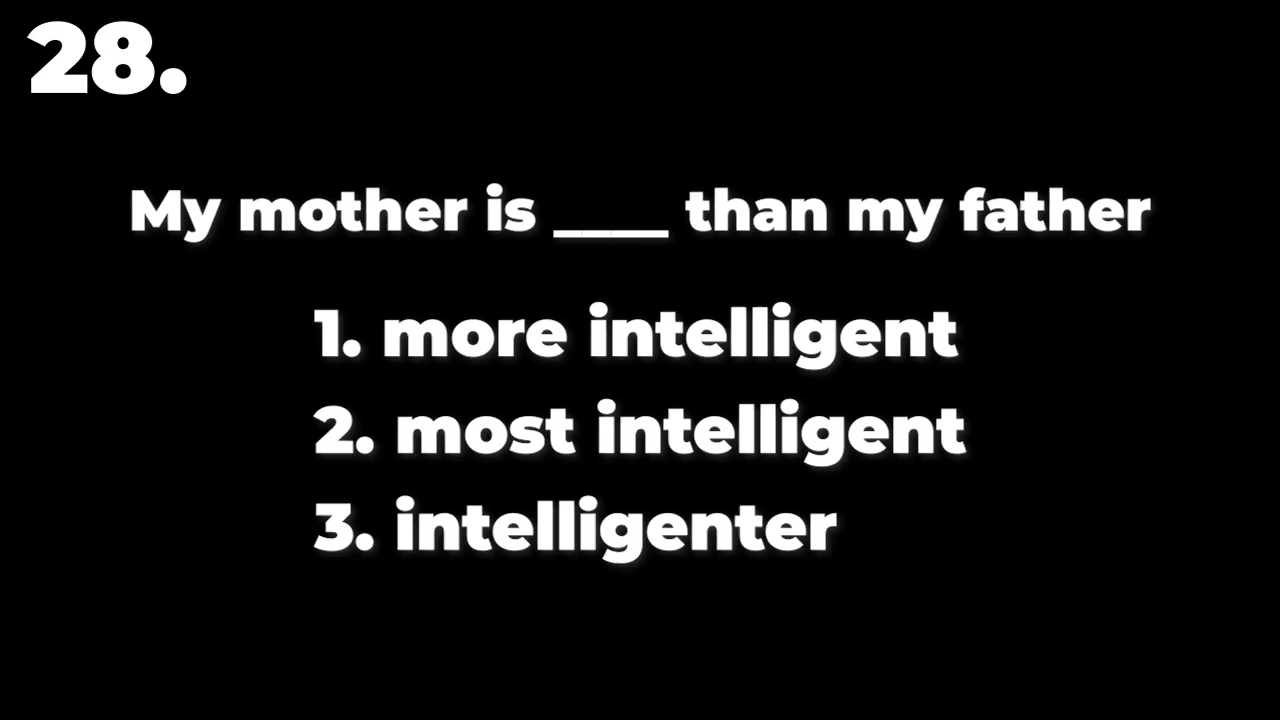 28.
My mother is ____ than my father
1. more intelligent
2. most intelligent
3. intelligenter